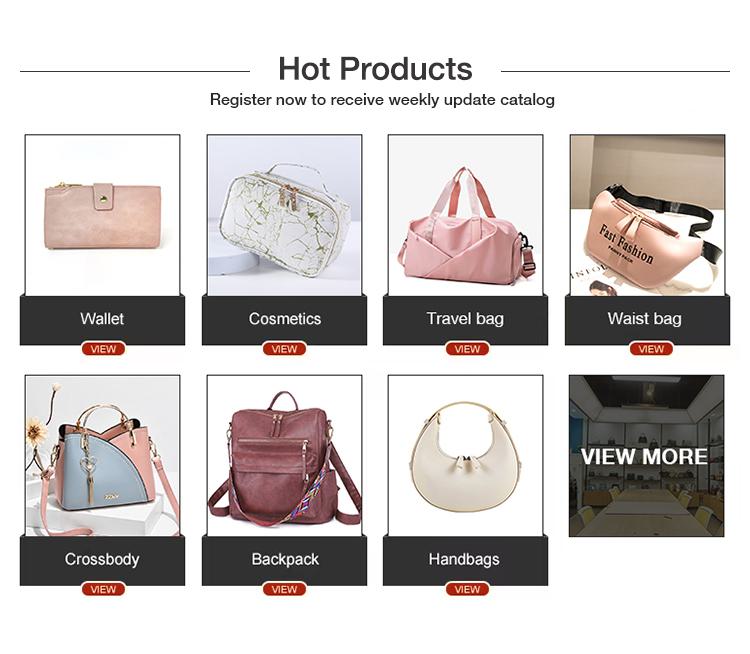 Hot Products
Register now to receive weekly update catalog
Fast Fashion
Wallet
Cosmetics
Travel bag
Waist bag
VIEW
VIEW
VIEW
VIEW
VIEW MORE
Crossbody
Backpack
Handbags
VIEW
VIEW
VIEW